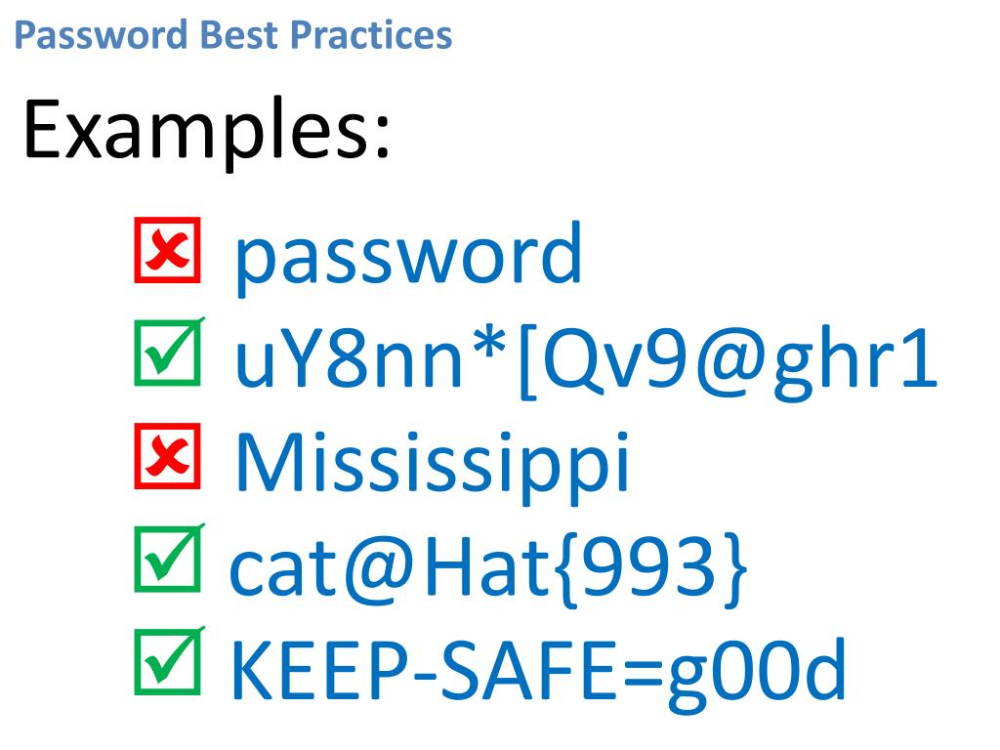 Password Best Practices
Examples:
password
uY8nn*[Qv9@ghr1
Mississippi
cat@Hat{993}
KEEP-SAFE=g00d